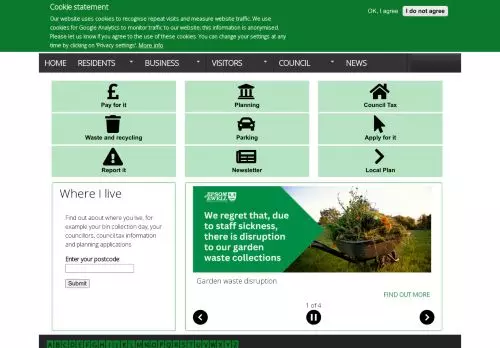 Cookie statement
Our website uses cookies to recognise repeat visits and measure website traffic. We use
cookies for Google Analytics to monitor traffic to our website; this information is anonymised.
Please let us know if you agree to the use of these cookies. You can change your settings at
any time by clicking on 'Privacy settings'. More info
OK, I agree
I do not agree
HOME RESIDENTS BUSINESS VISITORS COUNCIL NEWS
Pay for it
Planning
Council Tax
Waste and recycling
Parking
Apply for it
Report it
Newsletter
Local Plan
Where I live
Find out about where you live, for
example your bin collection day, your
councillors, council tax information
and planning applications
Enter your postcode:
Submit
EPSOM
EWELL
We regret that, due
to staff sickness,
there is disruption
to our garden
waste collections
Garden waste disruption
FIND OUT MORE
1 of 4
A B C D E F G H I J K L M N O P Q R S T U V W X Y Z